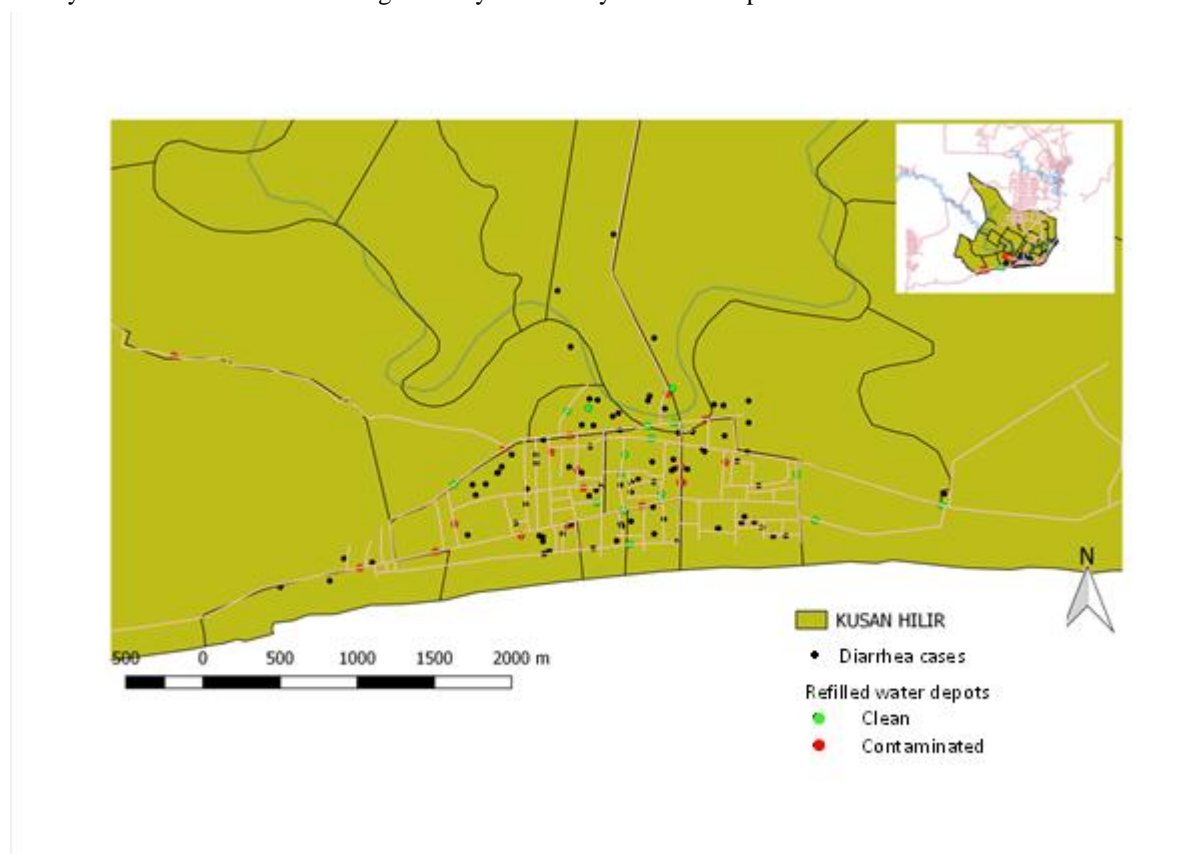 N
KUSAN HILIR
Diarrhea cases
500 0 500 1000 1500 2000 m
Refilled water depots
Clean
Contaminated